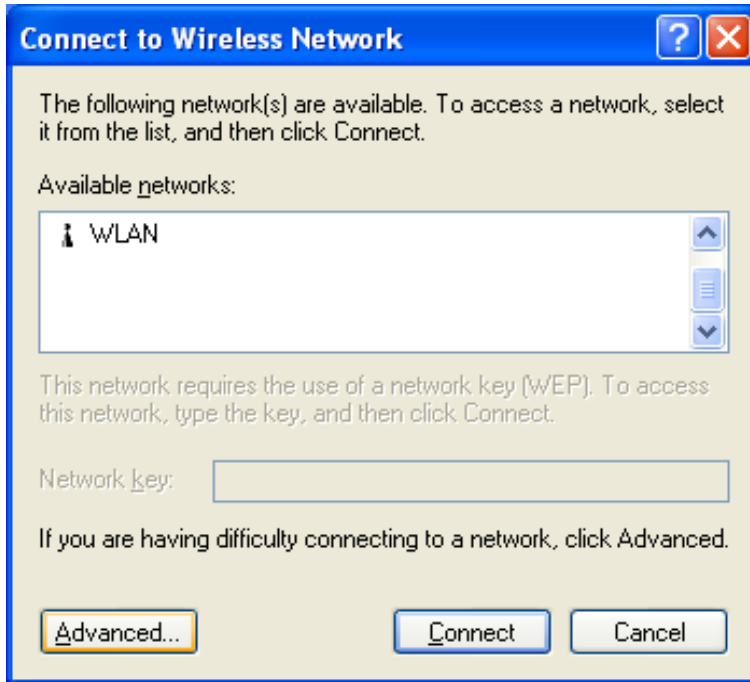 Connect to Wireless Network
The following network(s) are available. To access a network, select
it from the list, and then click Connect.
Available networks:
WLAN
This network requires the use of a network key (WEP). To access
this network, type the key, and then click Connect.
Network key:
If you are having difficulty connecting to a network, click Advanced.
Advanced... Connect Cancel